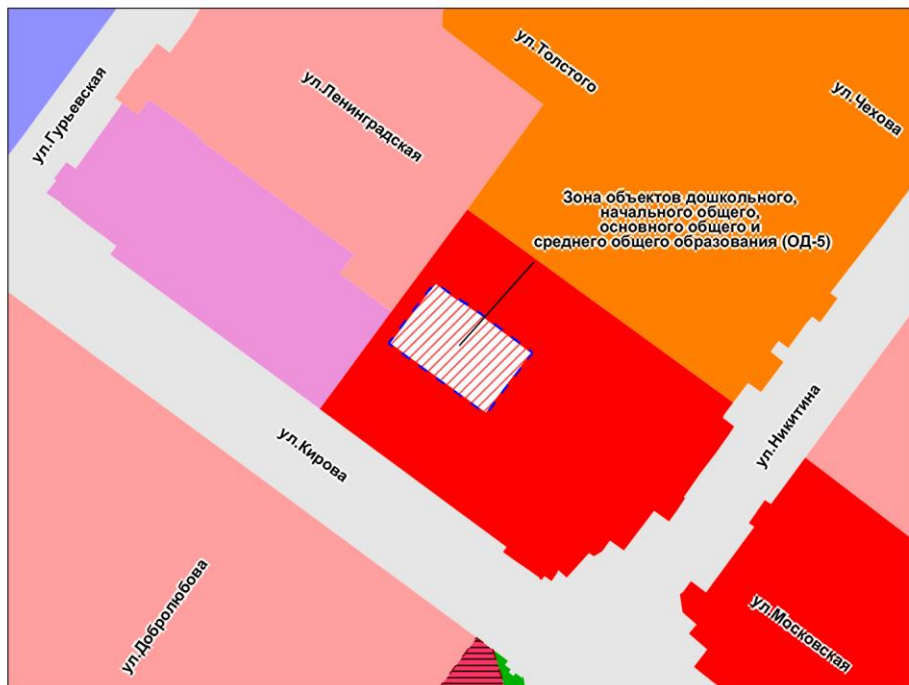 ул.Толстого
ул.Гурьевская
ул.Ленинградская
ул.Чехова
Зона объектов дошкольного,
начального общего,
основного общего и
среднего общего образования (ОД-5)
ул.Кирова
ул.Никитина
ул.Добролюбова
ул.Московская